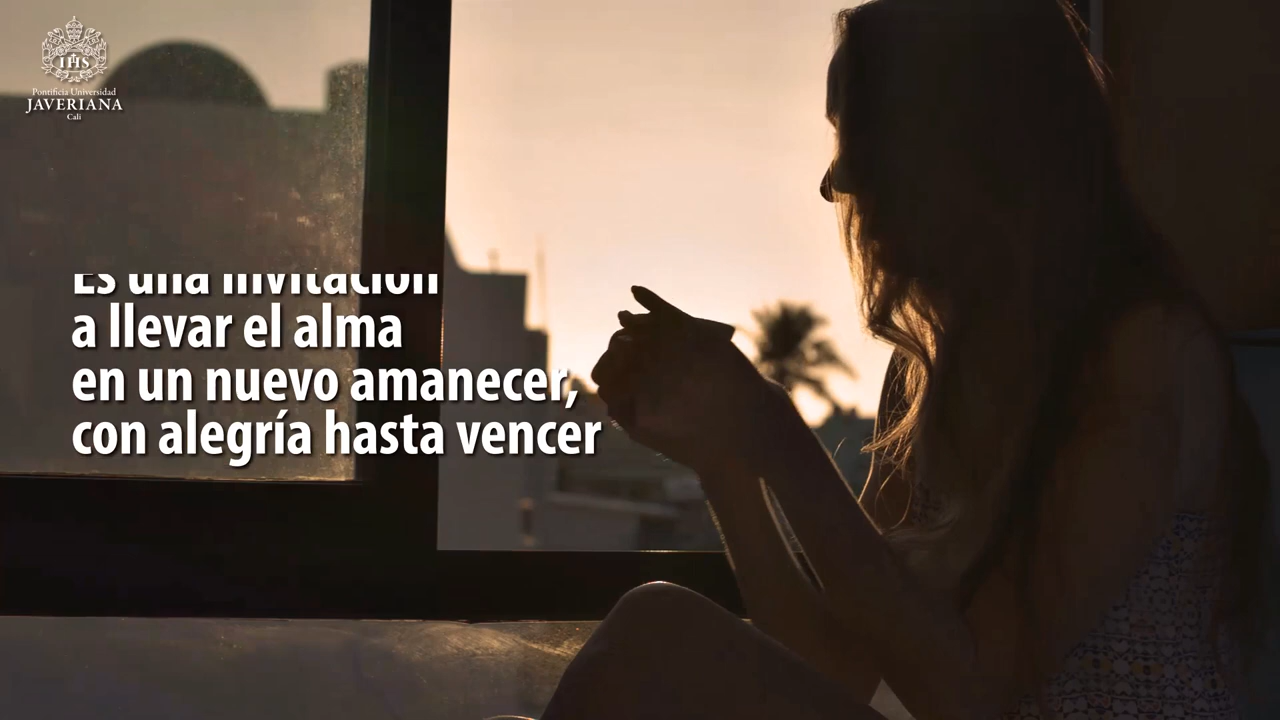 IHS
Pontificia Universidad
JAVERIANA
Cali
Es una invitación
a llevar el alma
en un nuevo amanecer,
con alegría hasta vencer